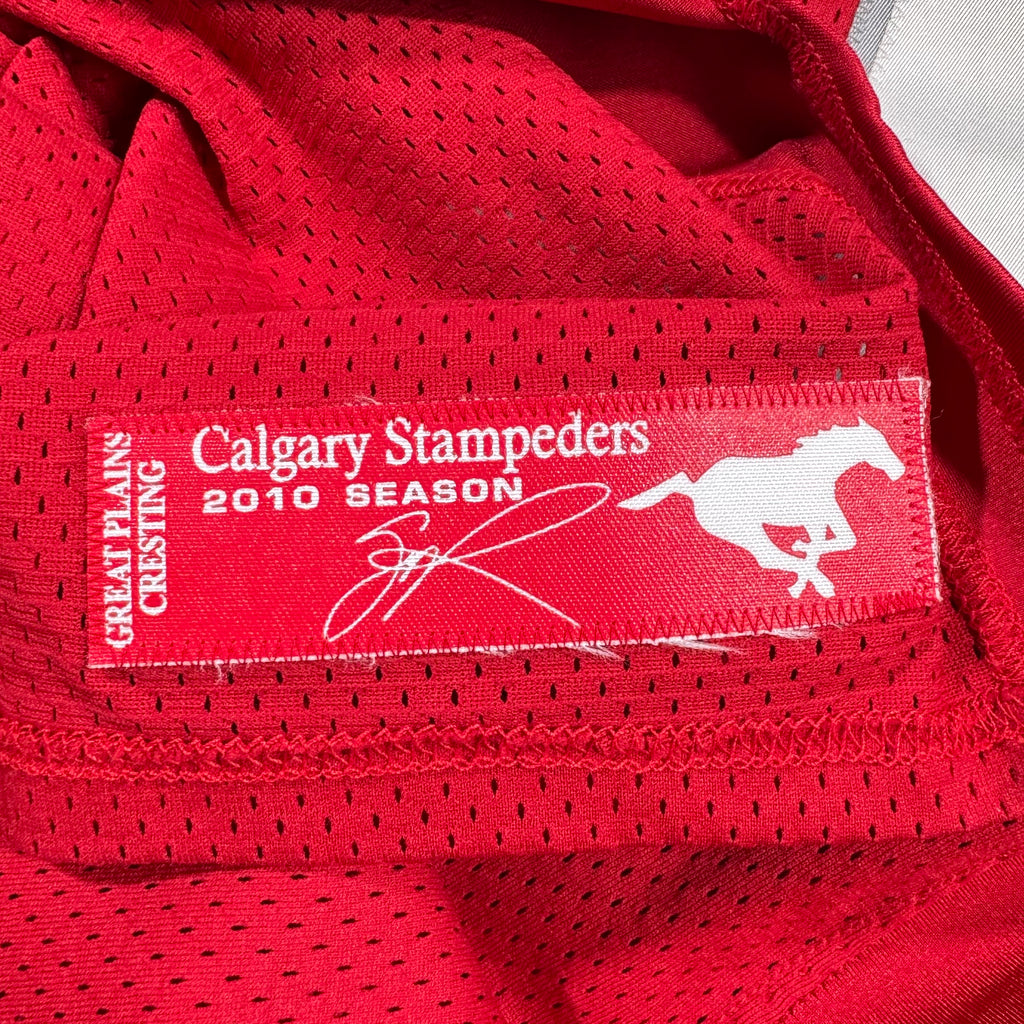 GREAT PLAINS
CRESTING
Calgary Stampeders
2010 SEASON